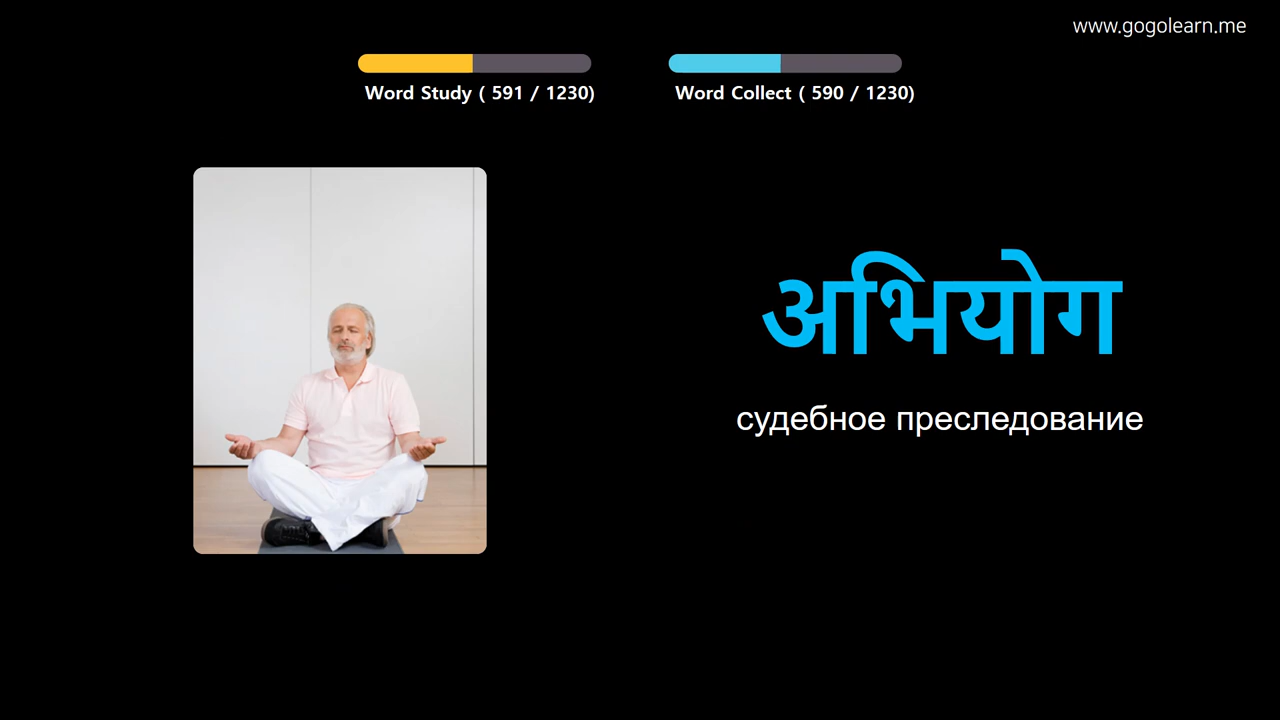 www.gogolearn.me
Word Study ( 591 / 1230)
Word Collect ( 590 / 1230)
अभियोग
судебное преследование